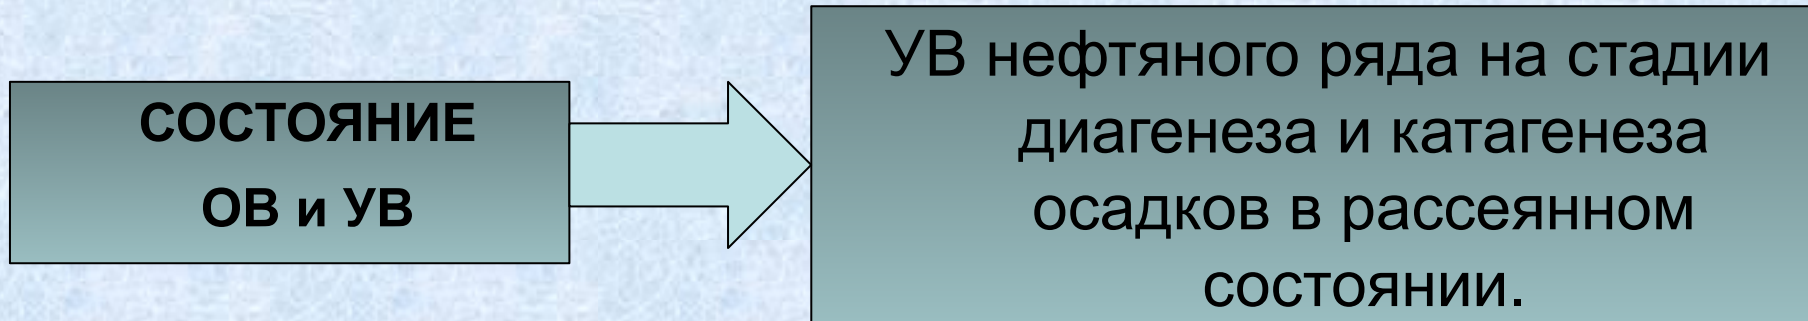 СОСТОЯНИЕ
ОВ и УВ
УВ нефтяного ряда на стадии
диагенеза и катагенеза
осадков в рассеянном
состоянии.